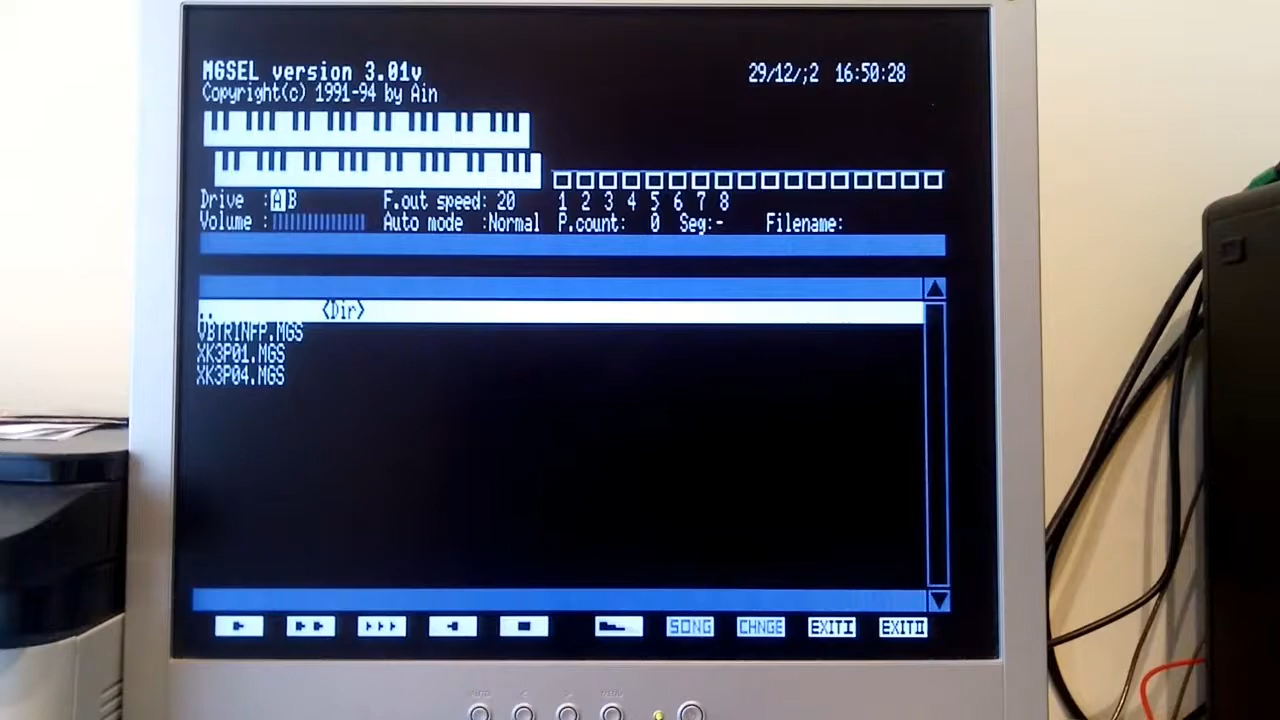 MGSEL version 3.01v
29/12/;2 16:50:28
Copyright(c) 1991-94 by Ain
Drive :A B F.out speed: 20 1 2 3 4 5 6 7 8
Volume : Auto mode :Normal P.count: 0 Seg:- Filename:
.. <Dir>
VBTRINFP.MGS
XK3P01.MGS
XK3P04.MGS
SONG CHNGE EXITI EXITII